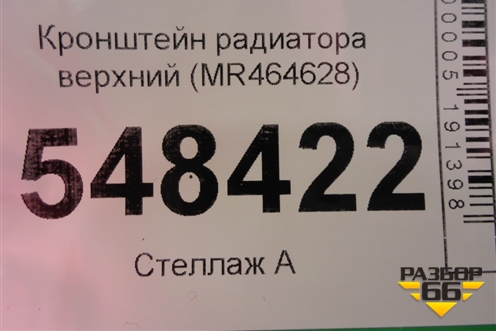 Кронштейн радиатора
верхний (MR464628)
548422
Стеллаж А
00005191398
РАЗБОР
66